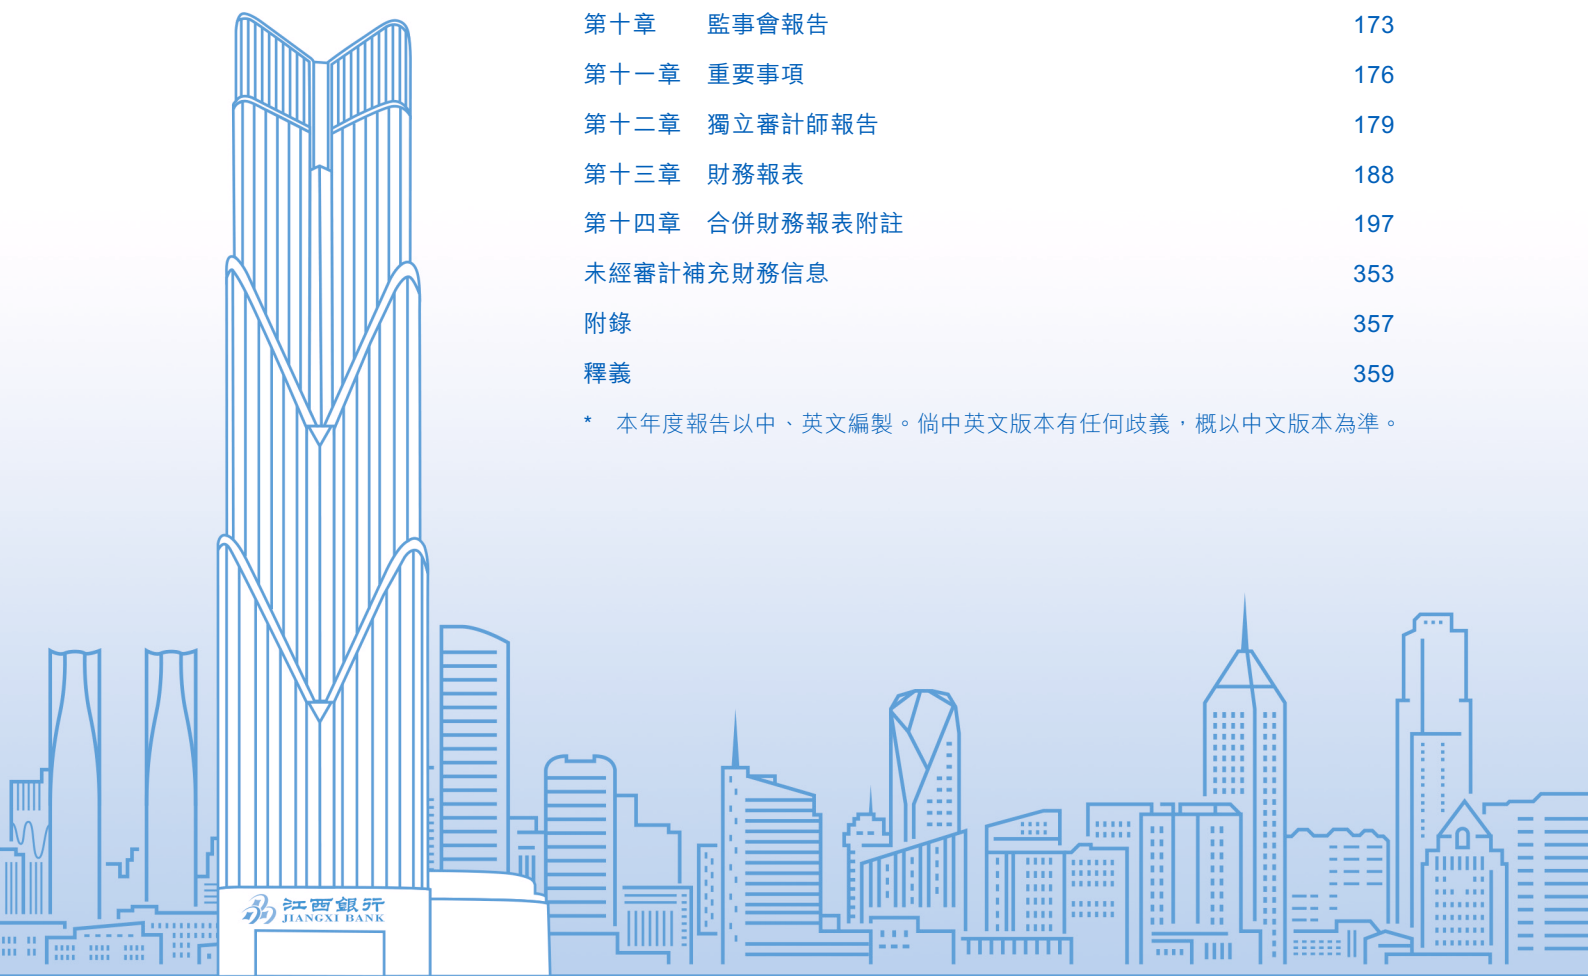 第十章 監事會報告 173
第十一章 重要事項 176
第十二章 獨立審計師報告 179
第十三章 財務報表 188
第十四章 合併財務報表附註 197
未經審計補充財務信息 353
附錄 357
釋義 359
* 本年度報告以中、英文編製。倘中英文版本有任何歧義，概以中文版本為準。
江西銀行
JIANGXI BANK